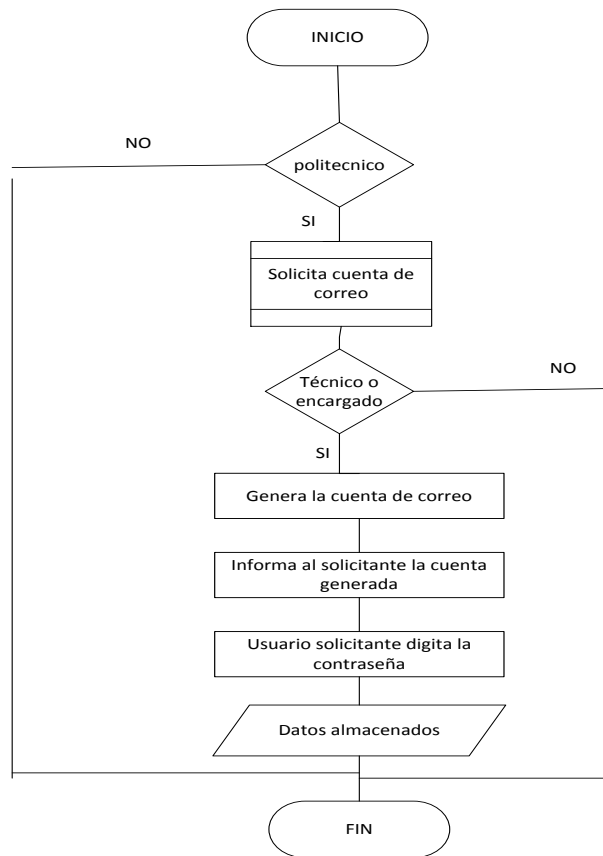 INICIO
NO
politecnico
SI
Solicita cuenta de
correo
Técnico o
encargado
NO
SI
Genera la cuenta de correo
Informa al solicitante la cuenta
generada
Usuario solicitante digita la
contraseña
Datos almacenados
FIN